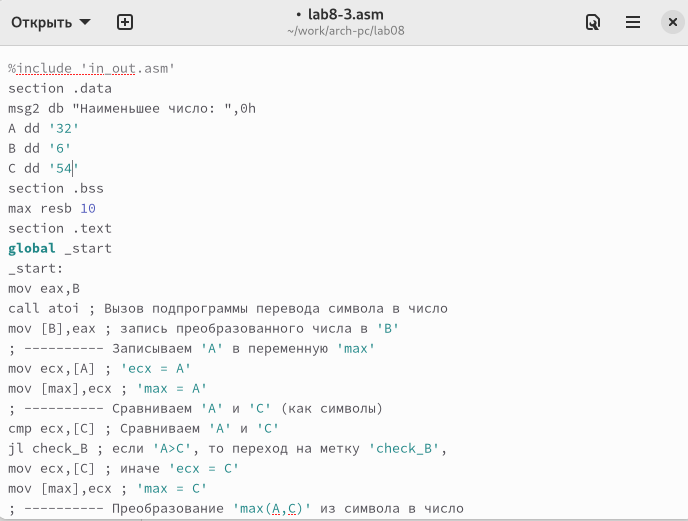 Открыть
• lab8-3.asm
~/work/arch-pc/lab08
%include 'in_out.asm'
section .data
msg2 db "Наименьшее число: ",0h
A dd '32'
B dd '6'
C dd '54'
section .bss
max resb 10
section .text
global _start
_start:
mov eax,B
call atoi ; Вызов подпрограммы перевода символа в число
mov [B],eax ; запись преобразованного числа в 'B'
; ---------- Записываем 'A' в переменную 'max'
mov ecx,[A] ; 'ecx = A'
mov [max],ecx ; 'max = A'
; ---------- Сравниваем 'A' и 'C' (как символы)
cmp ecx,[C] ; Сравниваем 'A' и 'C'
jl check_B ; если 'A>C', то переход на метку 'check_B',
mov ecx,[C] ; иначе 'ecx = C'
mov [max],ecx ; 'max = C'
; ---------- Преобразование 'max(A,C)' из символа в число